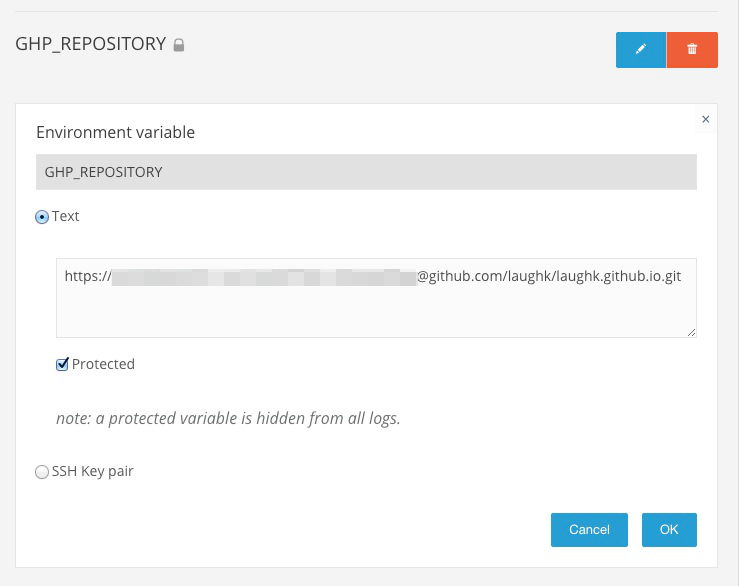 GHP_REPOSITORY
×
Environment variable
GHP_REPOSITORY
Text
https://@github.com/laughk/laughk.github.io.git
Protected
note: a protected variable is hidden from all logs.
SSH Key pair
Cancel OK